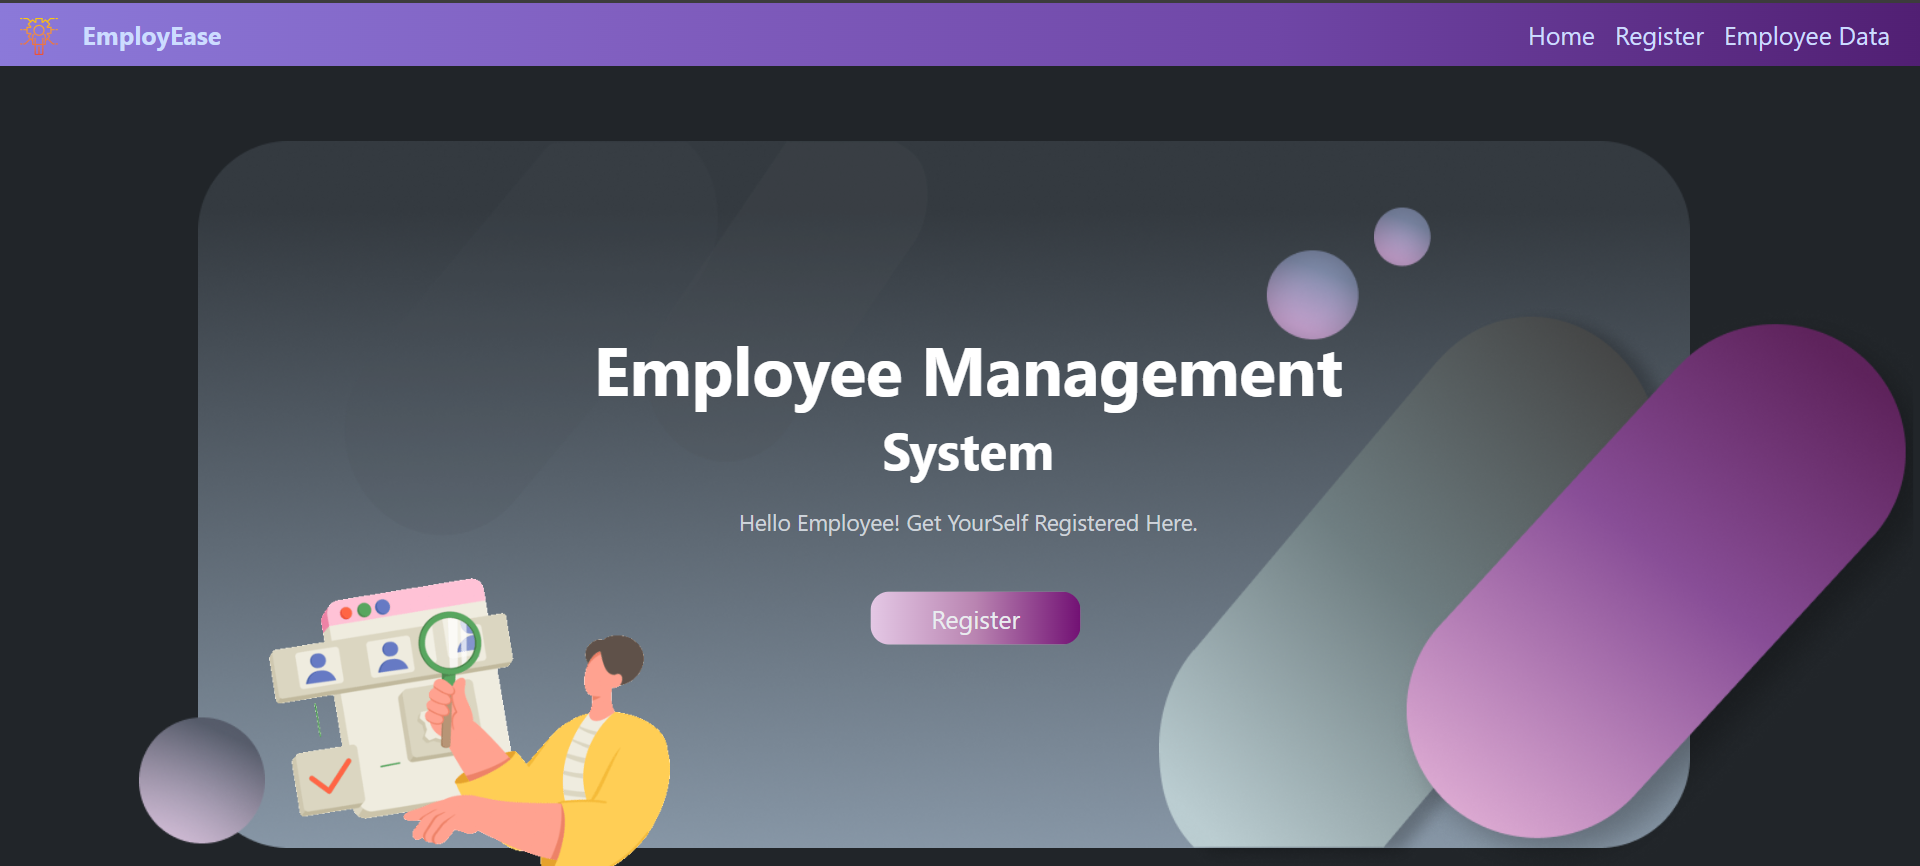 EmployEase
Home Register Employee Data
Employee Management
System
Hello Employee! Get YourSelf Registered Here.
Register